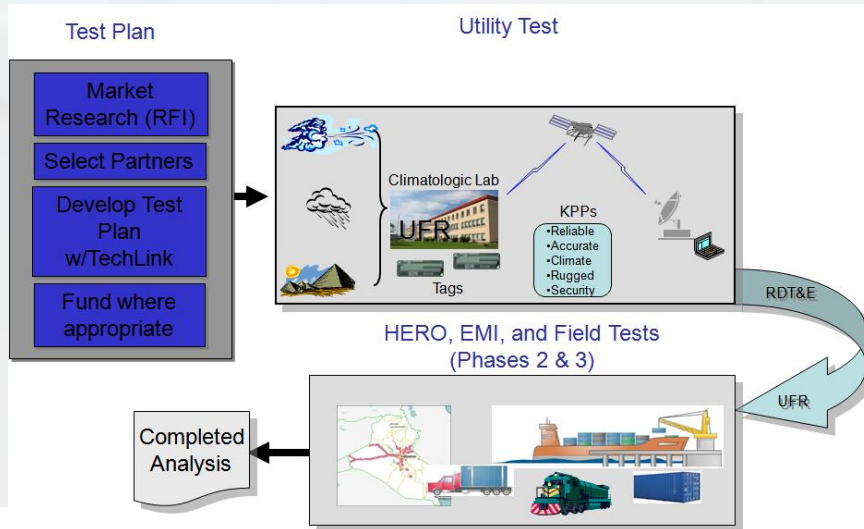 Test Plan
Utility Test
Market
Research (RFI)
Select Partners
Develop Test
Plan
w/TechLink
Fund where
appropriate
Climatologic Lab
UFR
Tags
KPPs
•Reliable
•Accurate
•Climate
•Rugged
•Security
RDT&E
UFR
HERO, EMI, and Field Tests
(Phases 2 & 3)
Completed
Analysis